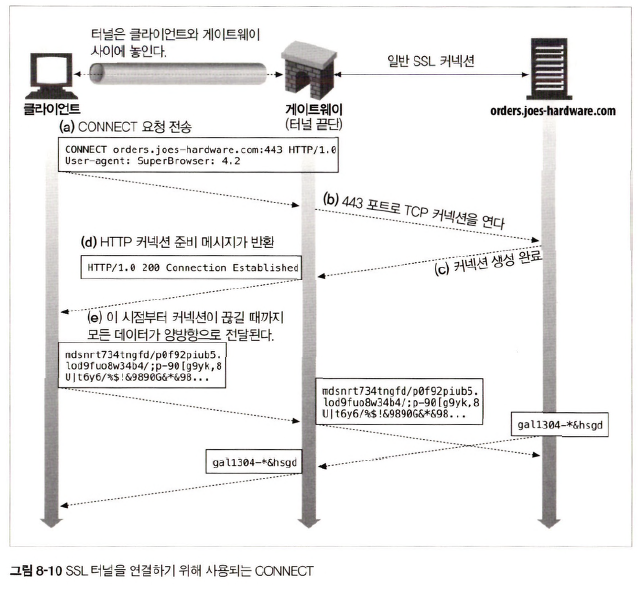 터널은 클라이언트와 게이트웨이
사이에 놓인다.
일반 SSL 커넥션
클라이언트
게이트웨이
(터널 끝단)
orders.joes-hardware.com
(a) CONNECT 요청 전송
CONNECT orders.joes-hardware.com:443 HTTP/1.0
User-agent: SuperBrowser: 4.2
(b) 443 포트로 TCP 커넥션을 연다
(c) 커넥션 생성 완료
(d) HTTP 커넥션 준비 메시지가 반환
HTTP/1.0 200 Connection Established
(e) 이 시점부터 커넥션이 끊길 때까지
모든 데이터가 양방향으로 전달된다.
mdsnrt734tngfd/p0f92piub5.
lod9fuo8w34b4/;p-90[g9yk,8
U|t6y6/%$!&9890G&*&98...
mdsnrt734tngfd/p0f92piub5.
lod9fuo8w34b4/;p-90[g9yk,8
U|t6y6/%$!&9890G&*&98...
gal1304-*&hsgd
gal1304-*&hsgd
그림 8-10 SSL 터널을 연결하기 위해 사용되는 CONNECT